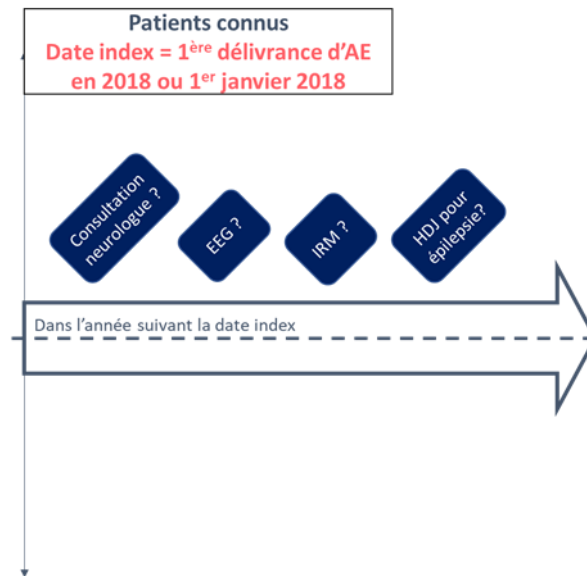 Patients connus
Date index = 1ère délivrance d'AE
en 2018 ou 1er janvier 2018
Consultation
neurologue ?
EEG ?
IRM ?
HDJ pour
épilepsie?
Dans l'année suivant la date index